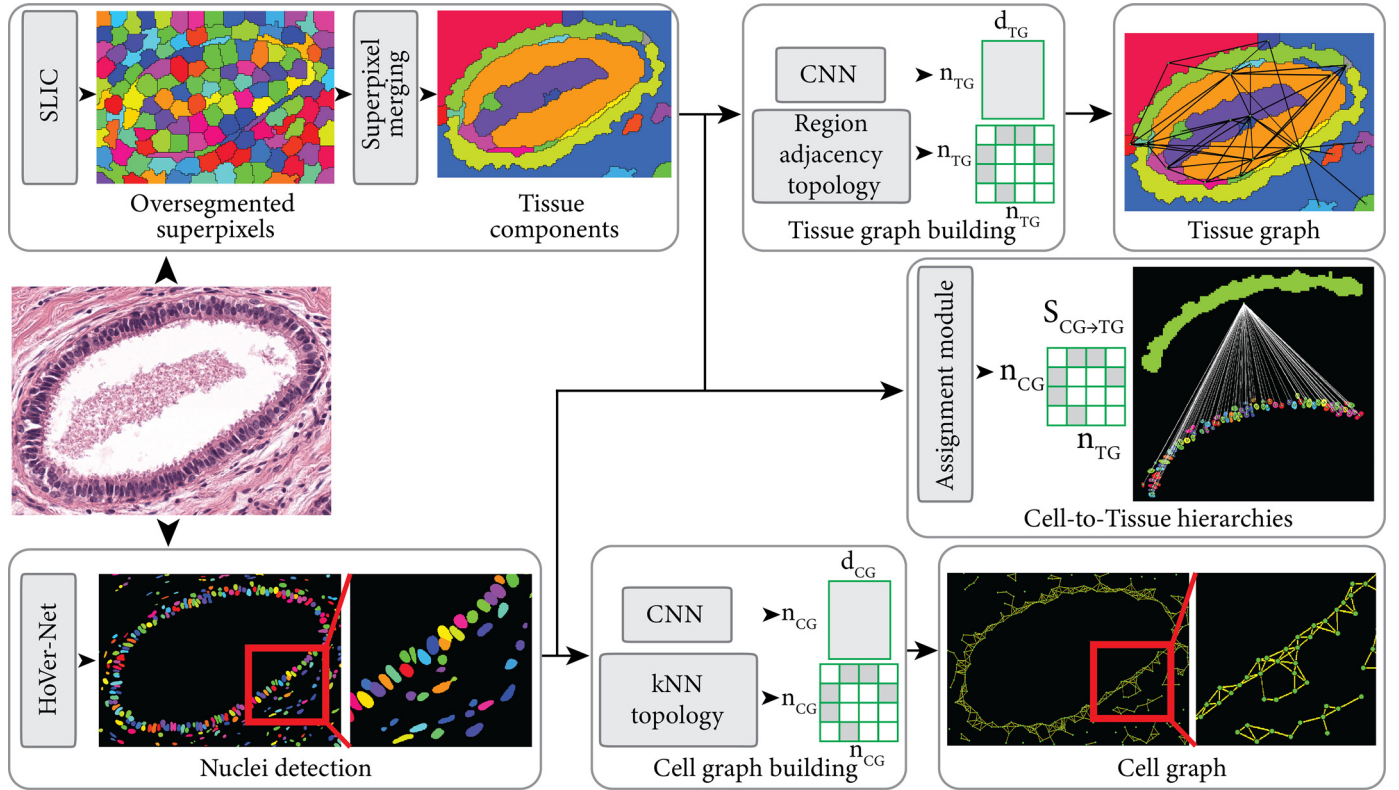 SLIC
Oversegmented
superpixels
Superpixel
merging
Tissue
components
CNN
n_TG
d_TG
Region
adjacency
topology
n_TG
n_TG
Tissue graph building
Tissue graph
Assignment module
n_CG
S_CG→TG
n_TG
Cell-to-Tissue hierarchies
HoVer-Net
Nuclei detection
CNN
n_CG
d_CG
kNN
topology
n_CG
n_CG
Cell graph building
Cell graph